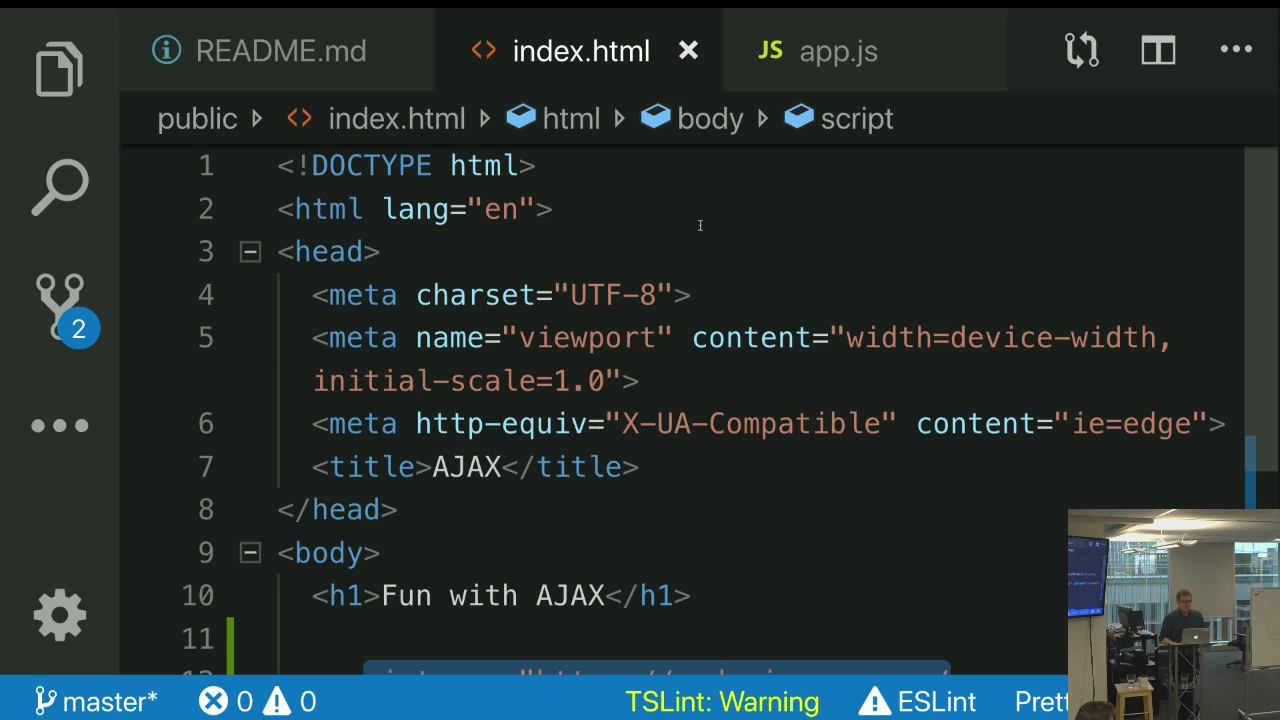 README.md
index.html
JS app.js
public index.html html body script
1 <!DOCTYPE html>
2 <html lang="en">
3 <head>
4 <meta charset="UTF-8">
5 <meta name="viewport" content="width=device-width,
initial-scale=1.0">
6 <meta http-equiv="X-UA-Compatible" content="ie=edge">
7 <title>AJAX</title>
8 </head>
9 <body>
10 <h1>Fun with AJAX</h1>
11
2
master* 0 0 TSLint: Warning ESLint